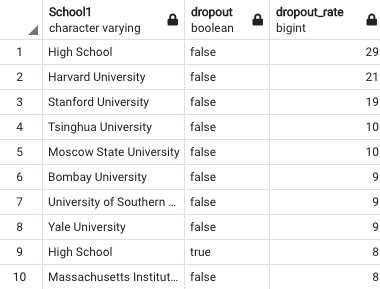 School1 dropout dropout_rate
character varying boolean bigint
1 High School false 29
2 Harvard University false 21
3 Stanford University false 19
4 Tsinghua University false 10
5 Moscow State University false 10
6 Bombay University false 9
7 University of Southern ... false 9
8 Yale University false 9
9 High School true 8
10 Massachusetts Institut... false 8